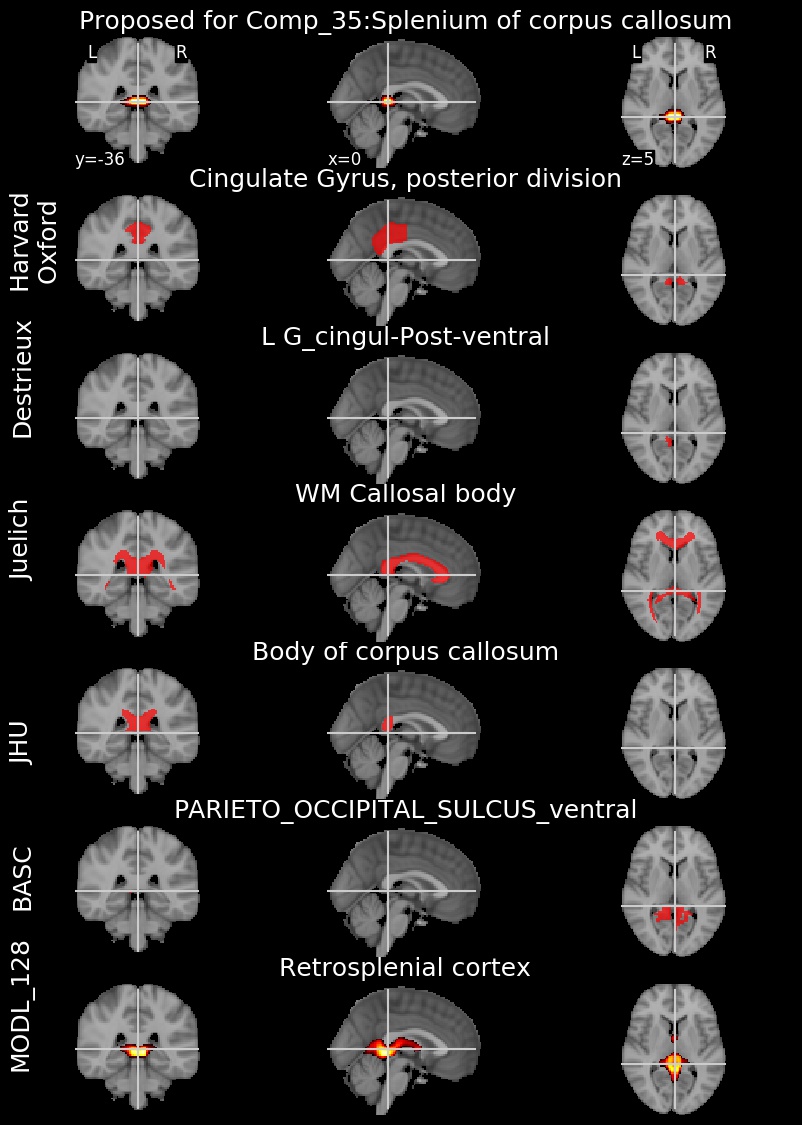 Proposed for Comp_35:Splenium of corpus callosum
L R
L R
y=-36
x=0
z=5
Cingulate Gyrus, posterior division
Harvard
Oxford
L G_cingul-Post-ventral
Destrieux
WM Callosal body
Juelich
Body of corpus callosum
JHU
PARIETO_OCCIPITAL_SULCUS_ventral
BASC
Retrosplenial cortex
MODL_128